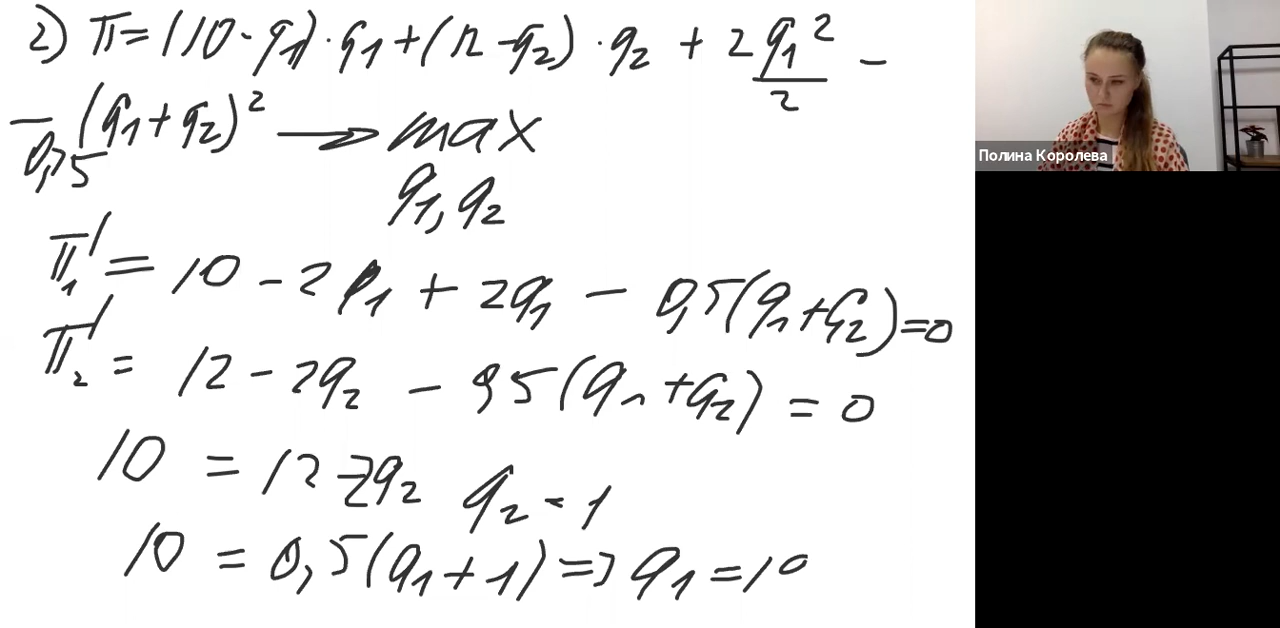 2) π = (10 - q1) · q1 + (12 - q2) · q2 + 2 q1²/2 -
- 0,25 (q1 + q2)² → max
q1, q2
π1' = 10 - 2q1 + 2q1 - 0,5(q1+q2) = 0
π2' = 12 - 2q2 - 0,5(q1+q2) = 0
10 = 12 - 2q2 q2 = 1
10 = 0,5(q1+1) => q1 = 19
Полина Королева